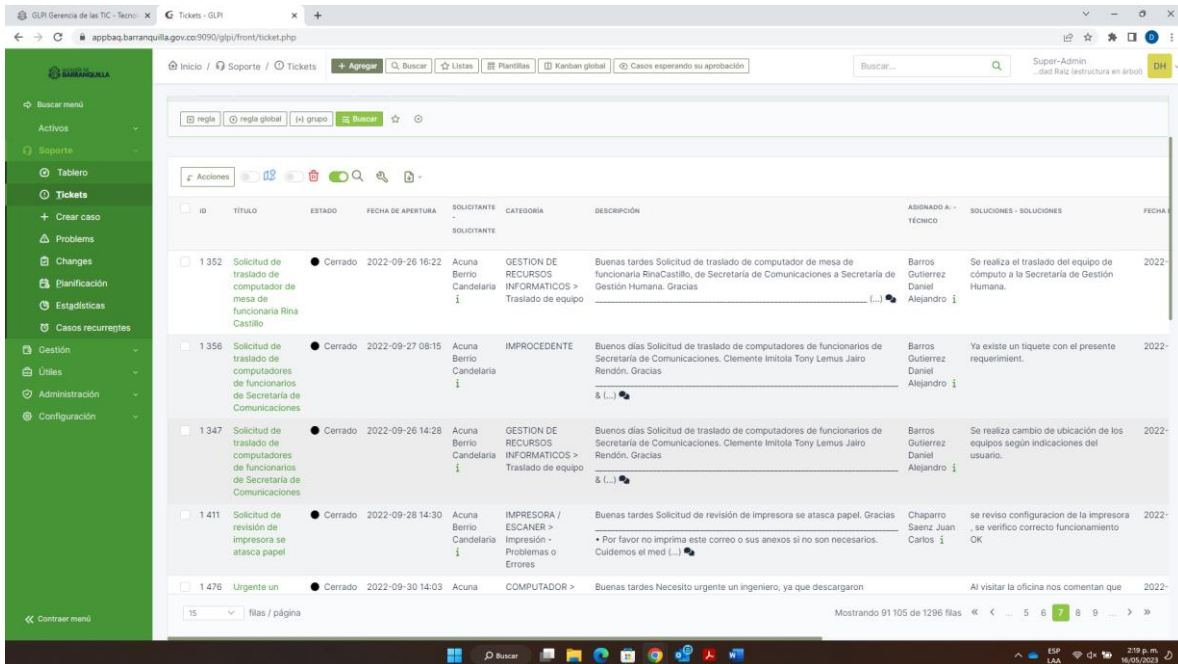 GLPI Gerencia de las TIC - Tecnol
Tickets - GLPI
appbaq.barranquilla.gov.co:9090/glpi/front/ticket.php
BARRANQUILLA
Inicio / Soporte / Tickets
+ Agregar
Buscar
Listas
Plantillas
Kanban global
Casos esperando su aprobación
Buscar...
Super-Admin
...dad Raíz (estructura en árbol)
DH
Buscar menú
Activos
Soporte
Tablero
Tickets
+ Crear caso
Problems
Changes
Planificación
Estadísticas
Casos recurrentes
Gestión
Útiles
Administración
Configuración
Contraer menú
regla
regla global
(+) grupo
Buscar
Acciones
ID
TÍTULO
ESTADO
FECHA DE APERTURA
SOLICITANTE
-
SOLICITANTE
CATEGORÍA
DESCRIPCIÓN
ASIGNADO A: -
TÉCNICO
SOLUCIONES - SOLUCIONES
FECHA
1 352
Solicitud de
traslado de
computador de
mesa de
funcionaria Rina
Castillo
Cerrado
2022-09-26 16:22
Acuna
Berrio
Candelaria
i
GESTION DE
RECURSOS
INFORMATICOS >
Traslado de equipo
Buenas tardes Solicitud de traslado de computador de mesa de
funcionaria RinaCastillo, de Secretaría de Comunicaciones a Secretaría de
Gestión Humana. Gracias
(...)
Barros
Gutierrez
Daniel
Alejandro i
Se realiza el traslado del equipo de
cómputo a la Secretaría de Gestión
Humana.
2022-
1 356
Solicitud de
traslado de
computadores
de funcionarios
de Secretaría de
Comunicaciones
Cerrado
2022-09-27 08:15
Acuna
Berrio
Candelaria
i
IMPROCEDENTE
Buenos días Solicitud de traslado de computadores de funcionarios de
Secretaría de Comunicaciones. Clemente Imitola Tony Lemus Jairo
Rendón. Gracias
& (...)
Barros
Gutierrez
Daniel
Alejandro i
Ya existe un tiquete con el presente
requerimient.
2022-
1 347
Solicitud de
traslado de
computadores
de funcionarios
de Secretaría de
Comunicaciones
Cerrado
2022-09-26 14:28
Acuna
Berrio
Candelaria
i
GESTION DE
RECURSOS
INFORMATICOS >
Traslado de equipo
Buenos días Solicitud de traslado de computadores de funcionarios de
Secretaría de Comunicaciones. Clemente Imitola Tony Lemus Jairo
Rendón. Gracias
& (...)
Barros
Gutierrez
Daniel
Alejandro i
Se realiza cambio de ubicación de los
equipos según indicaciones del
usuario.
2022-
1 411
Solicitud de
revisión de
impresora se
atasca papel
Cerrado
2022-09-28 14:30
Acuna
Berrio
Candelaria
i
IMPRESORA /
ESCANER >
Impresión -
Problemas o
Errores
Buenas tardes Solicitud de revisión de impresora se atasca papel. Gracias
• Por favor no imprima este correo o sus anexos si no son necesarios.
Cuidemos el med (...)
Chaparro
Saenz Juan
Carlos i
se reviso configuracion de la impresora
, se verifico correcto funcionamiento
OK
2022-
1 476
Urgente un
Cerrado
2022-09-30 14:03
Acuna
COMPUTADOR >
Buenas tardes Necesito urgente un ingeniero, ya que descargaron
Al visitar la oficina nos comentan que
2022-
15
filas / página
Mostrando 91 105 de 1296 filas « < ... 5 6 7 8 9 ... > »
Buscar
ESP
LAA
2:19 p. m.
16/05/2023